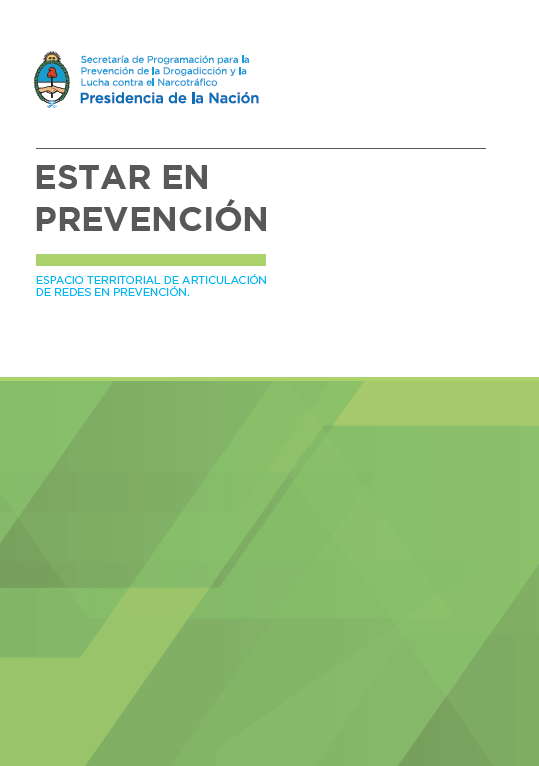 Secretaría de Programación para la
Prevención de la Drogadicción y la
Lucha contra el Narcotráfico
Presidencia de la Nación
ESTAR EN
PREVENCIÓN
ESPACIO TERRITORIAL DE ARTICULACIÓN
DE REDES EN PREVENCIÓN.